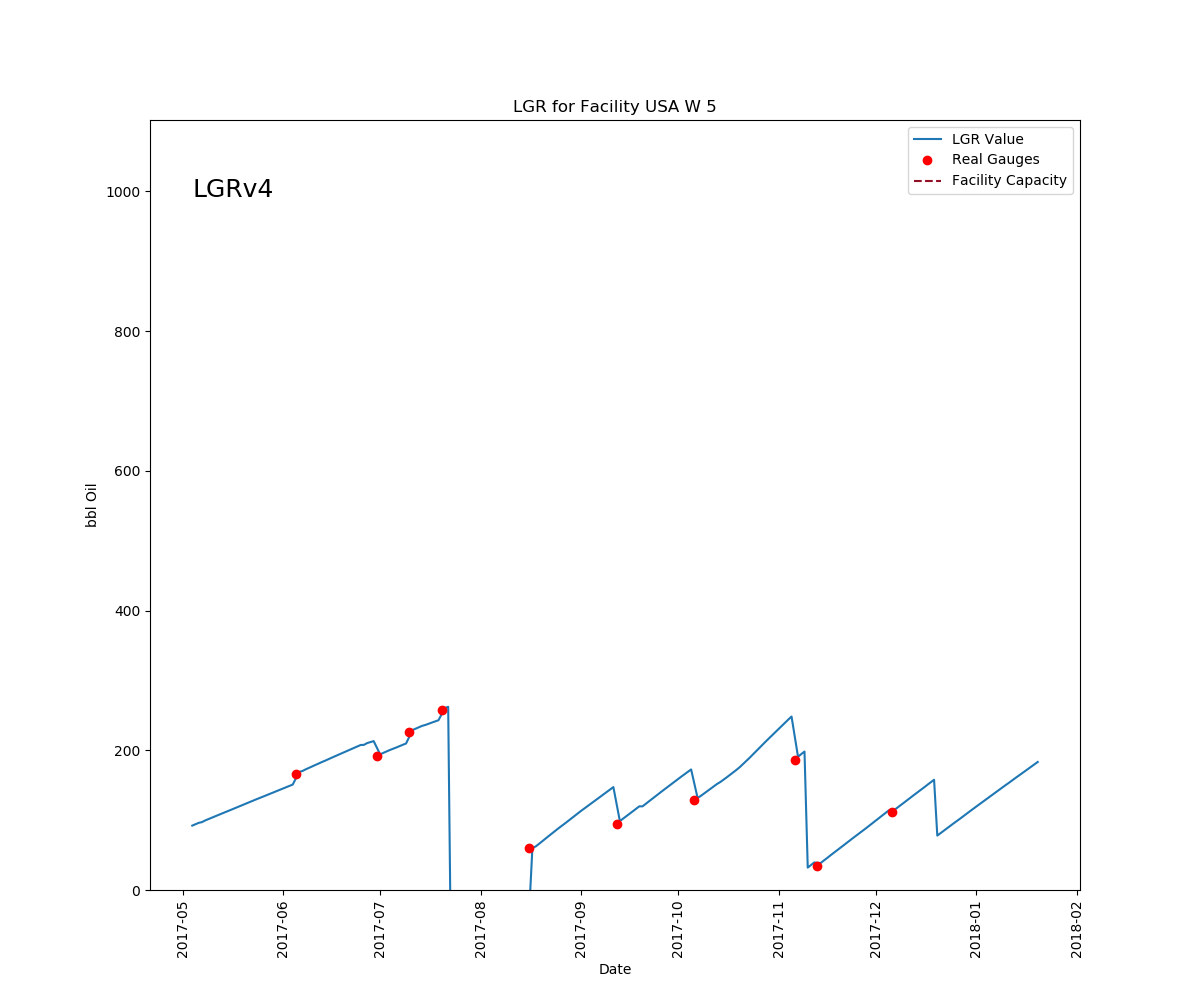 LGR for Facility USA W 5
LGRv4
LGR Value
Real Gauges
Facility Capacity
1000
800
600
400
200
0
bbl Oil
2017-05
2017-06
2017-07
2017-08
2017-09
2017-10
2017-11
2017-12
2018-01
2018-02
Date